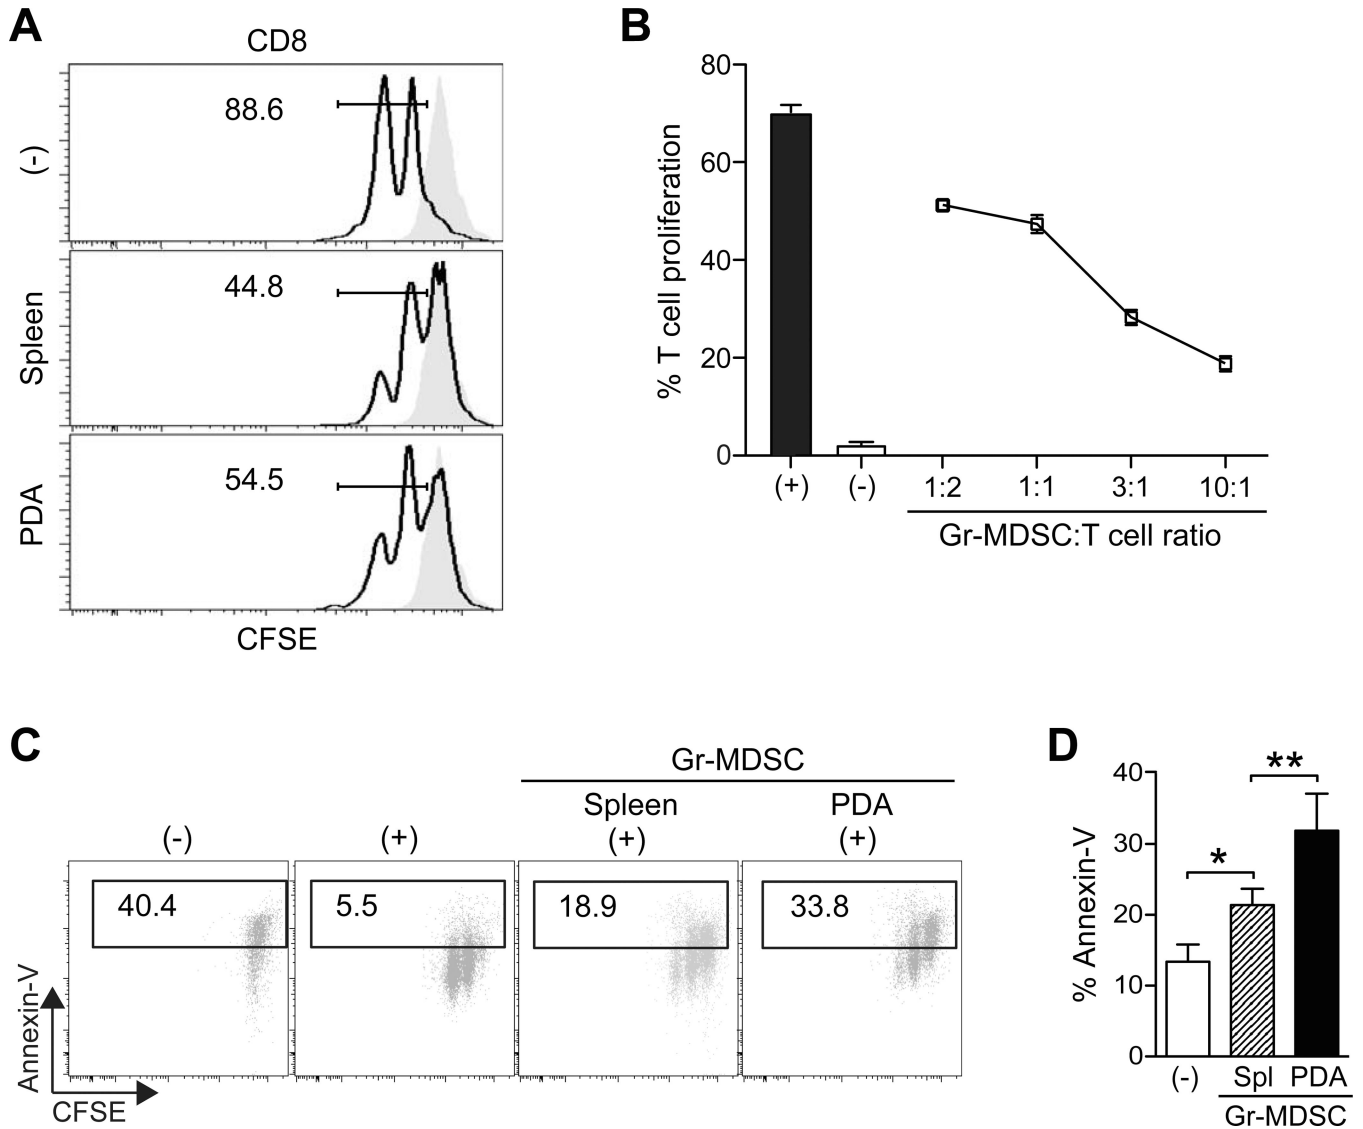 A
CD8
(-)
88.6
Spleen
44.8
PDA
54.5
CFSE
B
% T cell proliferation
80
60
40
20
0
(+) (-) 1:2 1:1 3:1 10:1
Gr-MDSC:T cell ratio
C
Gr-MDSC
Spleen PDA
(-) (+) (+) (+)
40.4 5.5 18.9 33.8
Annexin-V
CFSE
D
% Annexin-V
40
30
20
10
0
**
*
(-) Spl PDA
Gr-MDSC